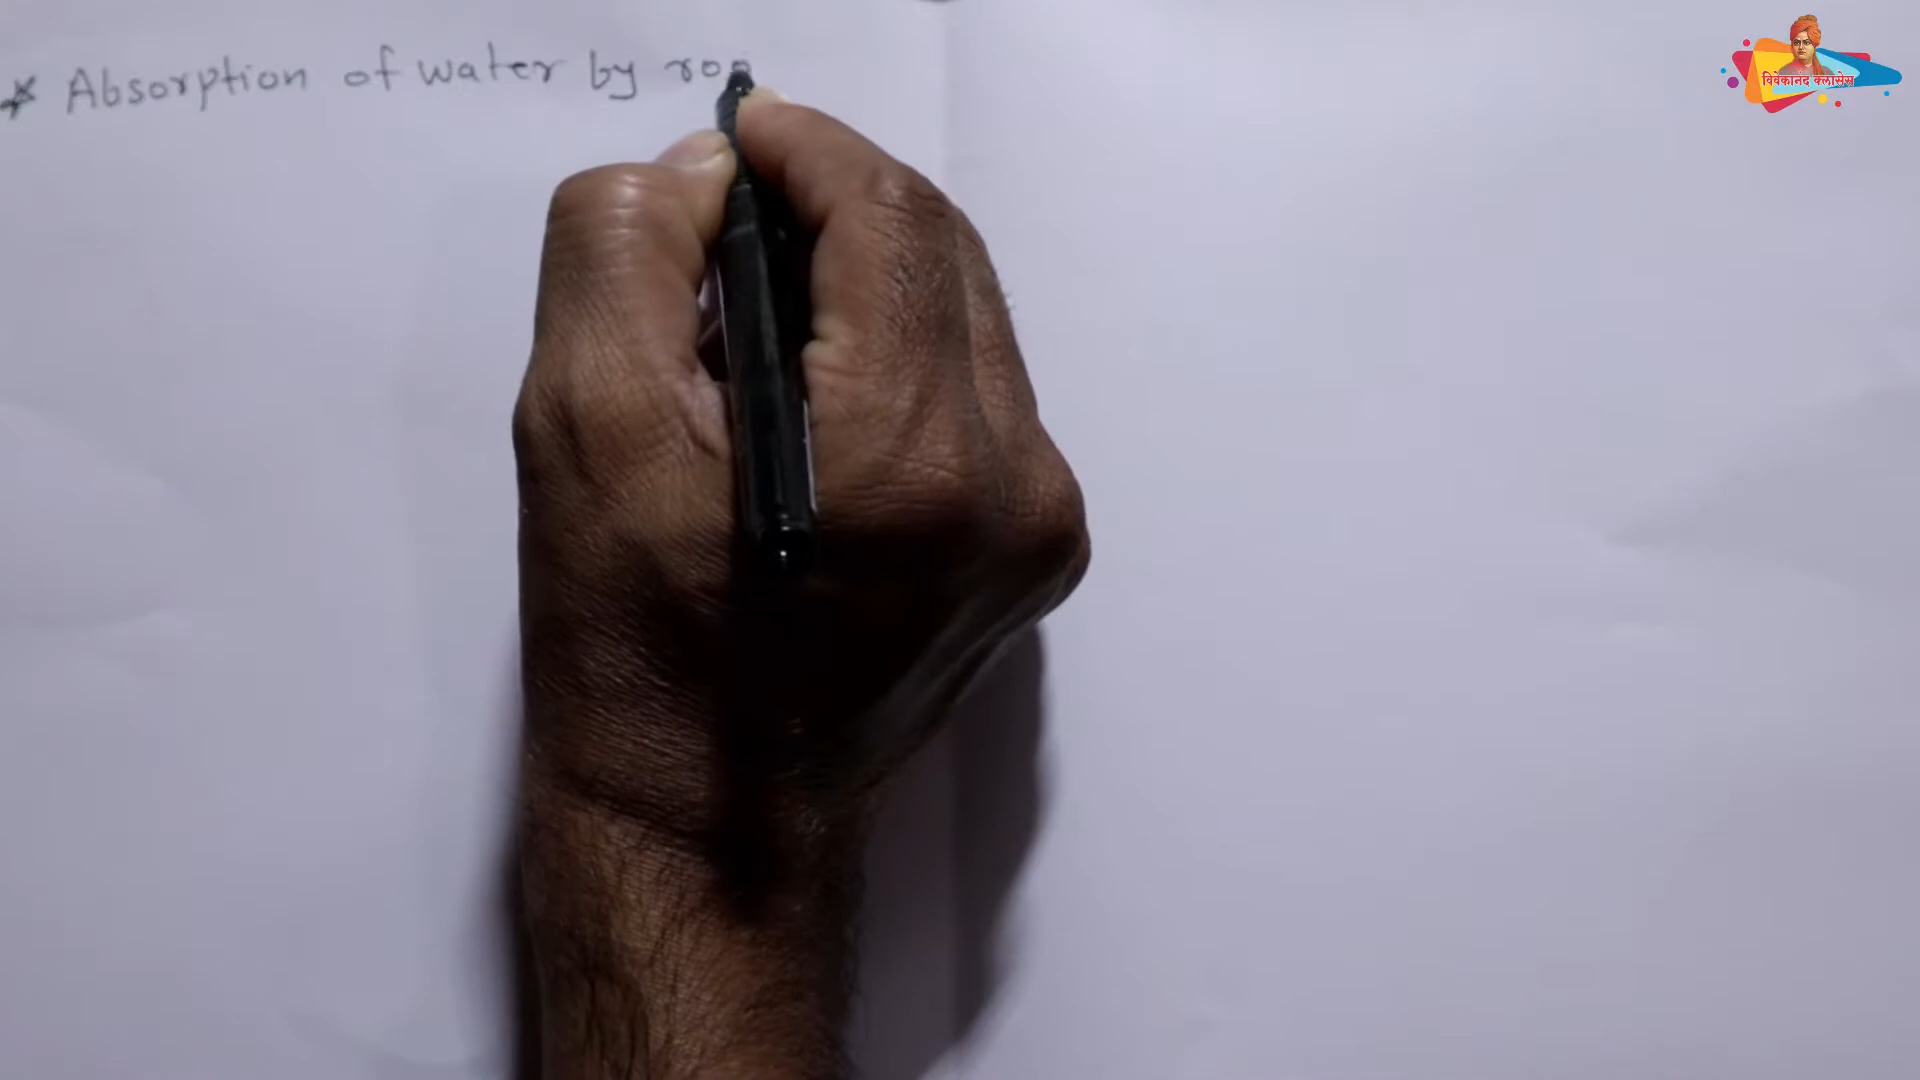 * Absorption of water by roo
विवेकानंद क्लासेस